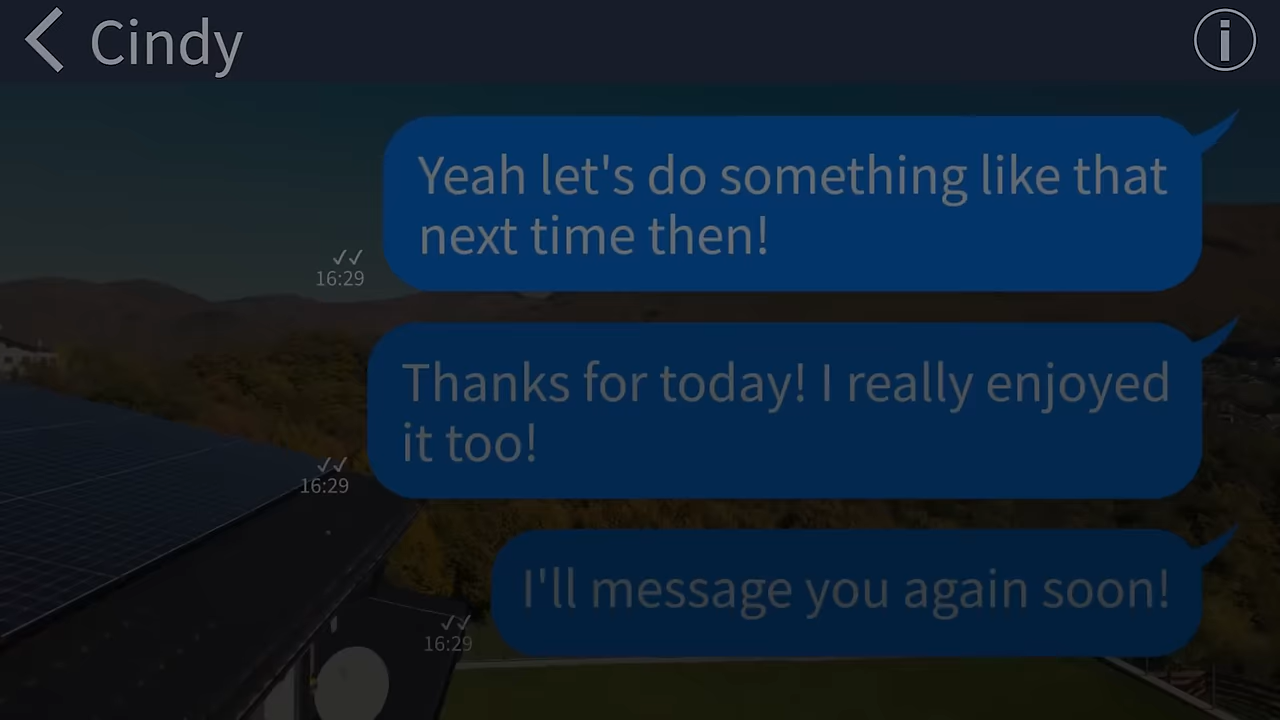 Cindy
Yeah let's do something like that
next time then!
16:29
Thanks for today! I really enjoyed
it too!
16:29
I'll message you again soon!
16:29